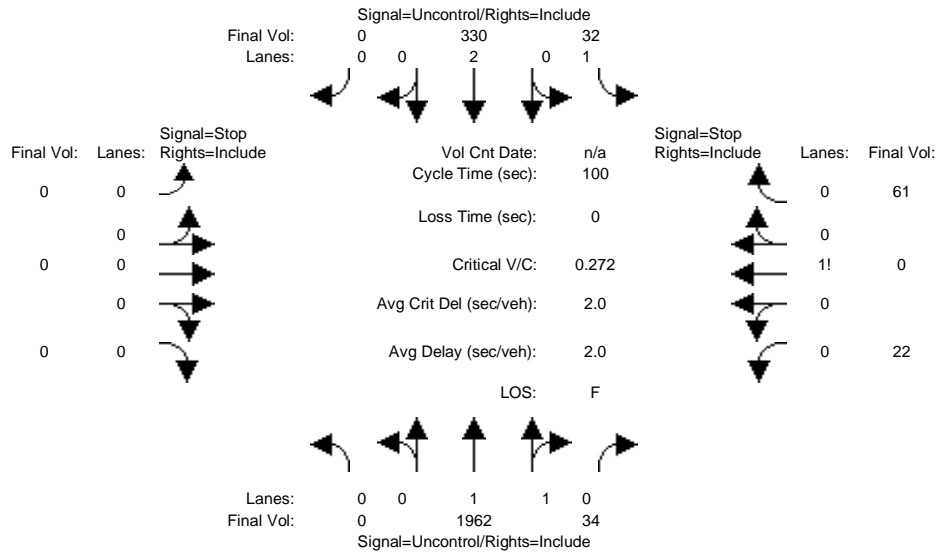 Signal=Uncontrol/Rights=Include
Final Vol: 0 330 32
Lanes: 0 0 2 0 1
Signal=Stop
Final Vol: Lanes: Rights=Include
Vol Cnt Date: n/a
Signal=Stop
Rights=Include Lanes: Final Vol:
Cycle Time (sec): 100
0 0
0 61
Loss Time (sec): 0
0
0
0 0
Critical V/C: 0.272
1! 0
0
Avg Crit Del (sec/veh): 2.0
0
0 0
Avg Delay (sec/veh): 2.0
0 22
LOS: F
Lanes: 0 0 1 1 0
Final Vol: 0 1962 34
Signal=Uncontrol/Rights=Include